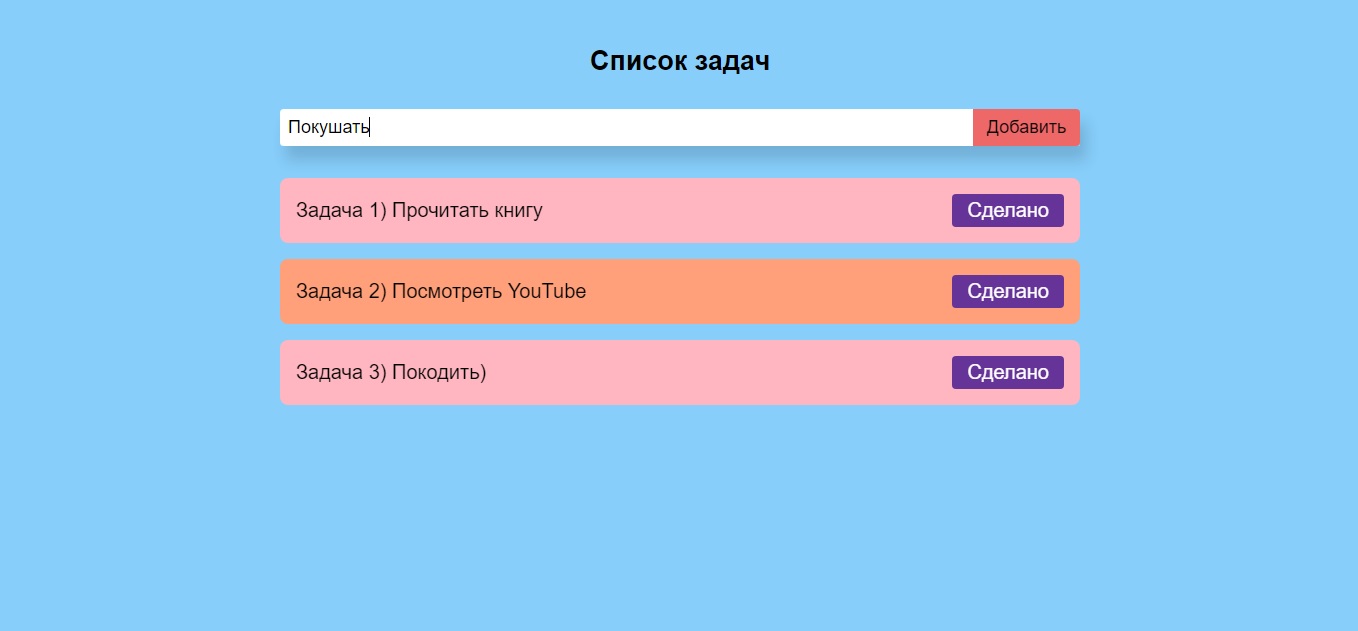 Список задач
Покушать
Добавить
Задача 1) Прочитать книгу
Сделано
Задача 2) Посмотреть YouTube
Сделано
Задача 3) Покодить)
Сделано